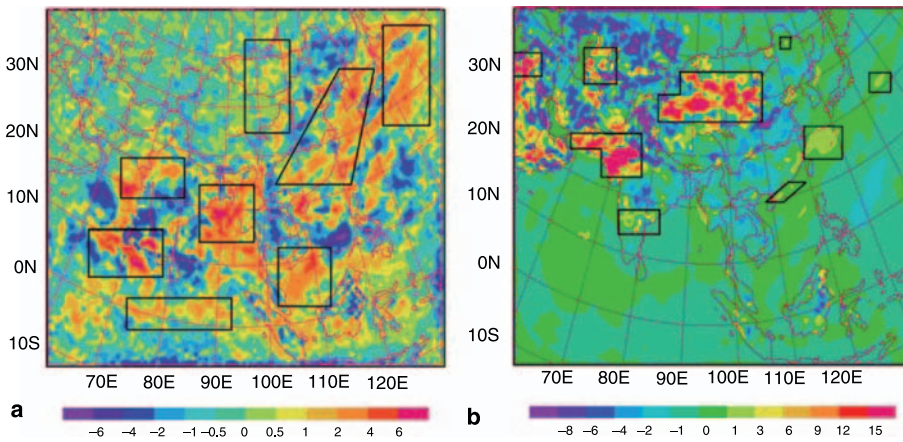 30N
20N
10N
0N
10S
70E 80E 90E 100E 110E 120E
a
–6 –4 –2 –1 –0.5 0 0.5 1 2 4 6
30N
20N
10N
0N
10S
70E 80E 90E 100E 110E 120E
b
–8 –6 –4 –2 –1 0 1 3 6 9 12 15